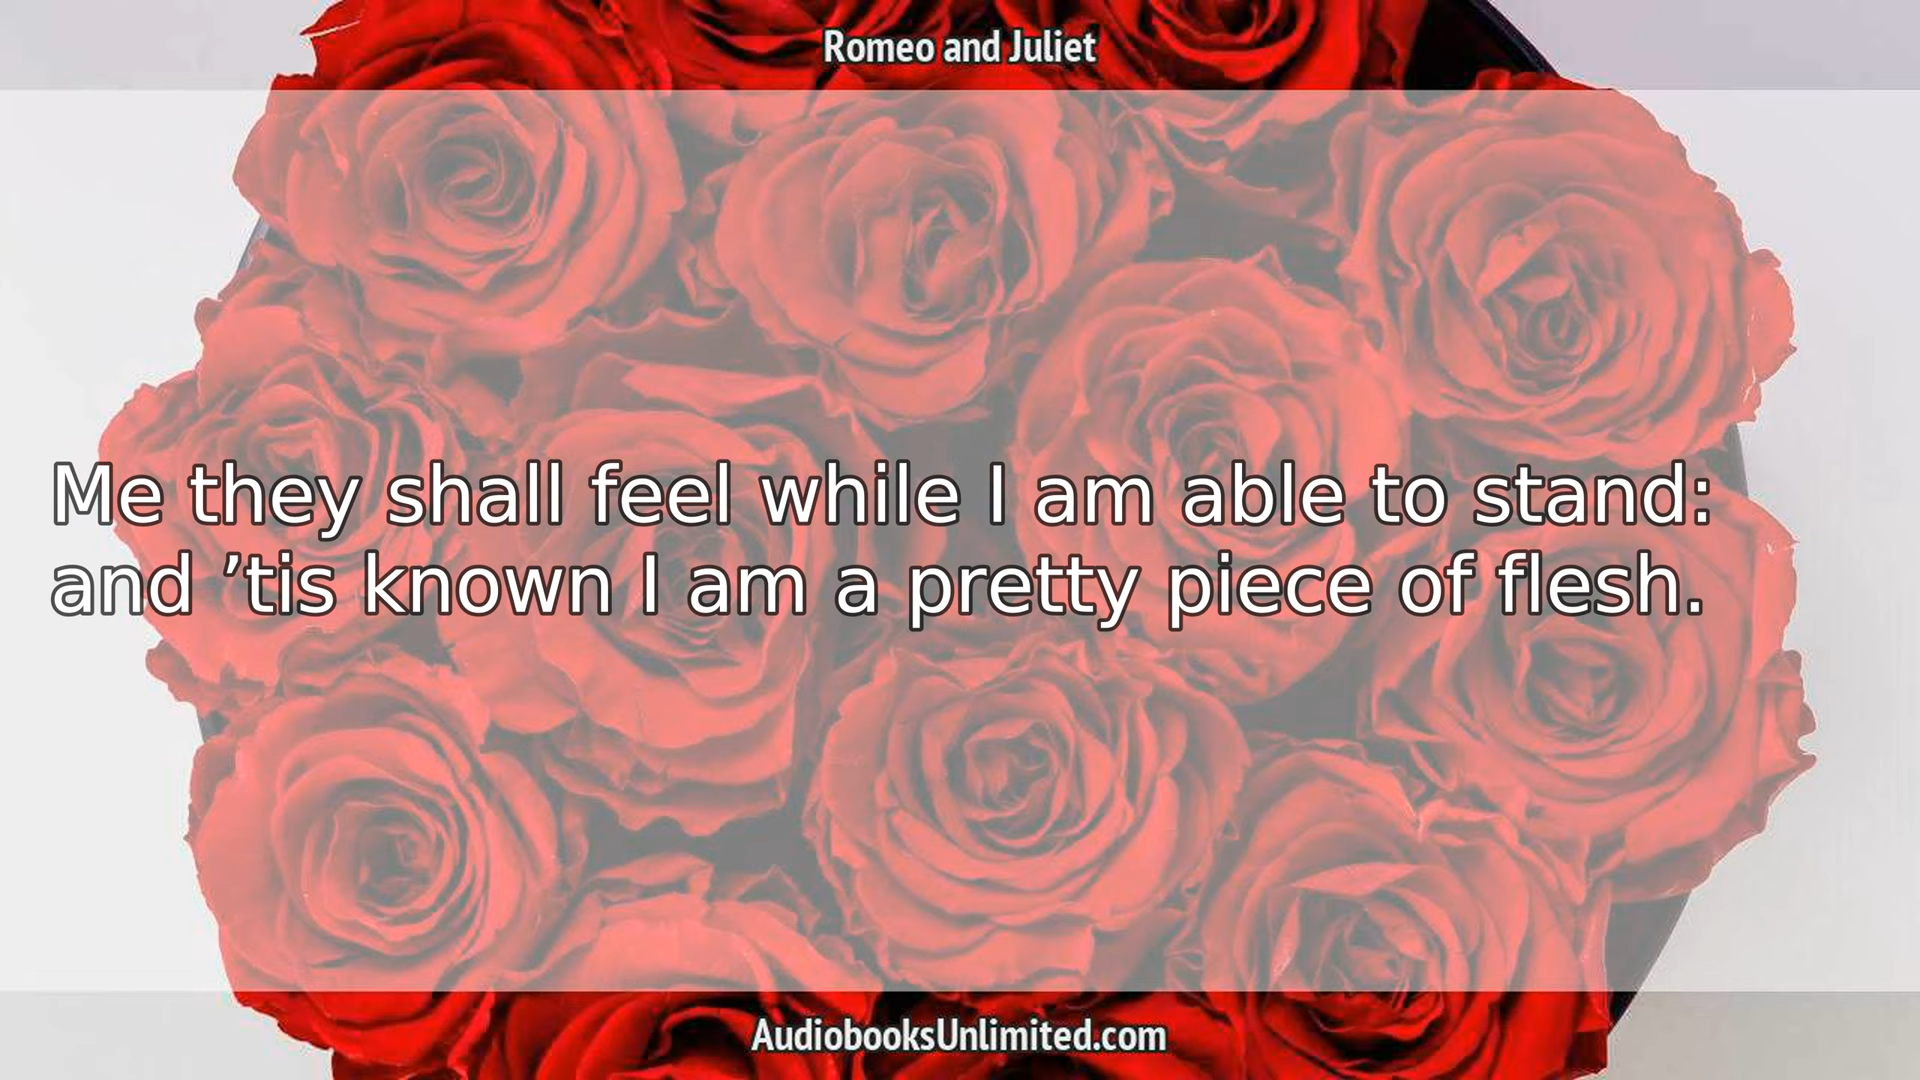 Romeo and Juliet
Me they shall feel while I am able to stand:
and ’tis known I am a pretty piece of flesh.
AudiobooksUnlimited.com